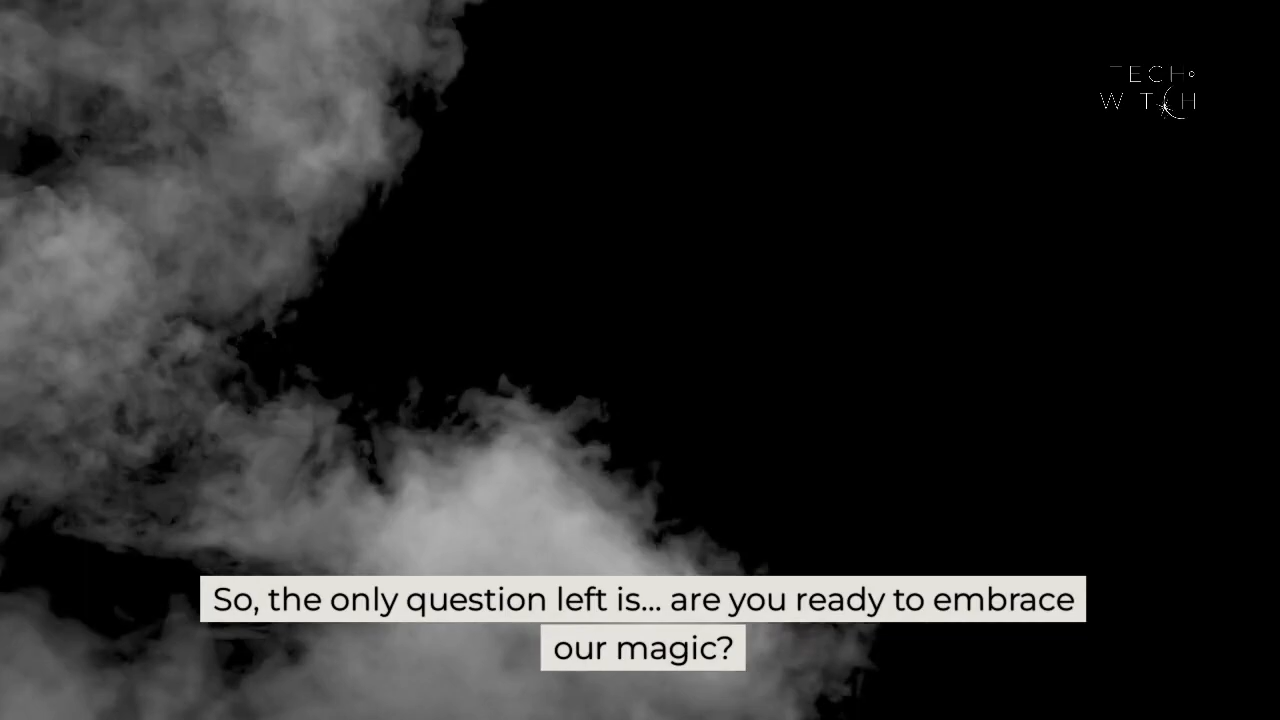 TECH
WITCH
So, the only question left is... are you ready to embrace
our magic?